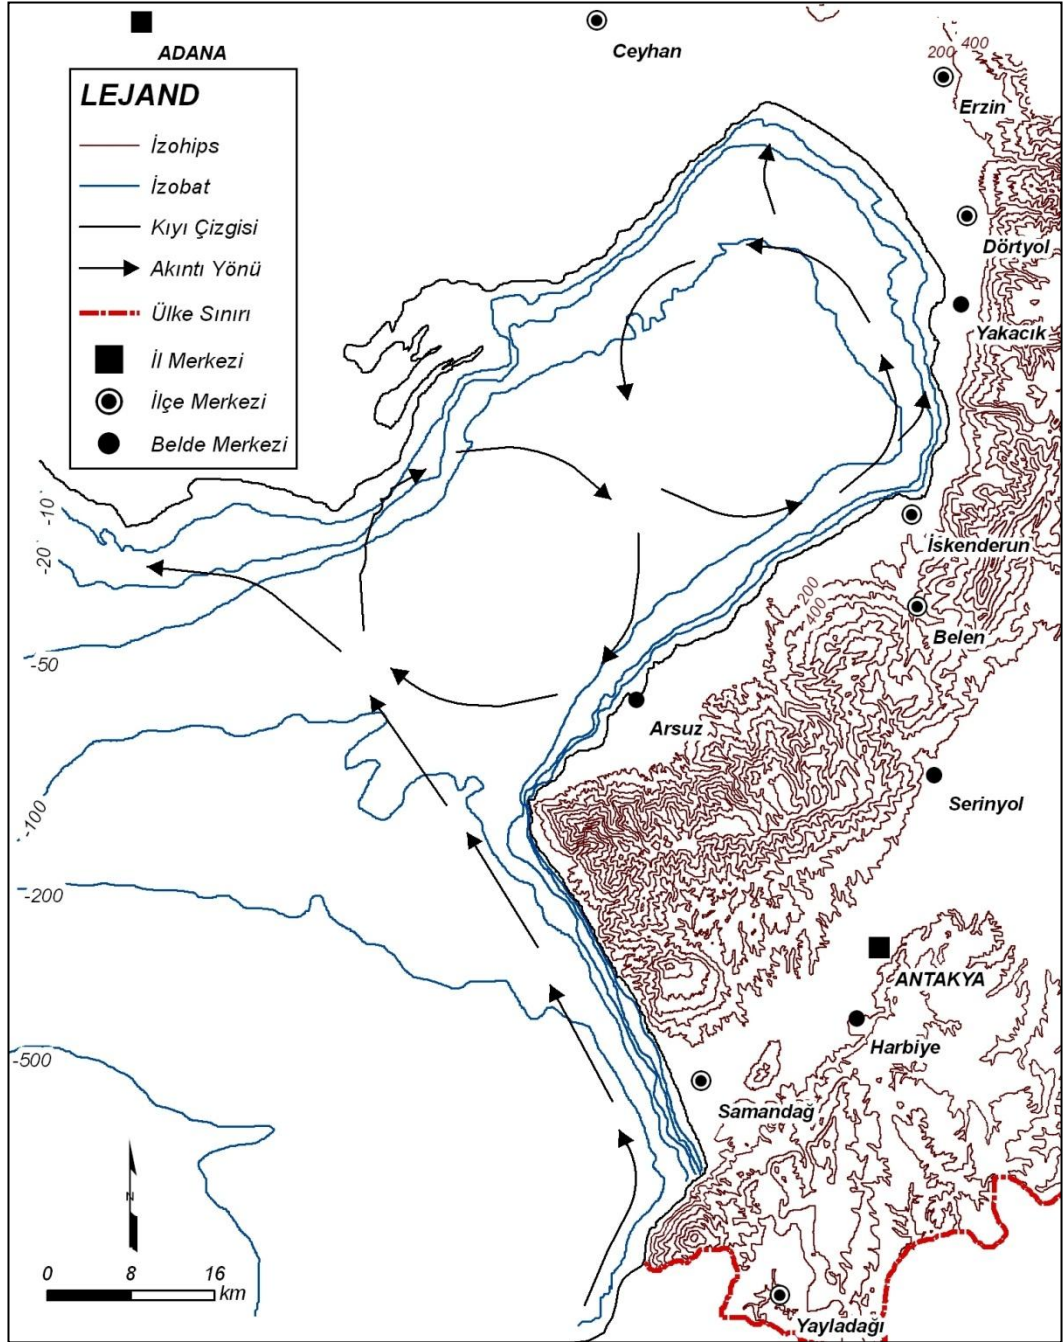 ADANA
Ceyhan
200 400
Erzin
LEJAND
İzohips
İzobat
Kıyı Çizgisi
Akıntı Yönü
Ülke Sınırı
İl Merkezi
İlçe Merkezi
Belde Merkezi
Dörtyol
Yakacık
-10
-20
İskenderun
200
400
Belen
-50
Arsuz
Serinyol
-100
-200
ANTAKYA
Harbiye
-500
Samandağ
N
0 8 16
km
Yayladağı